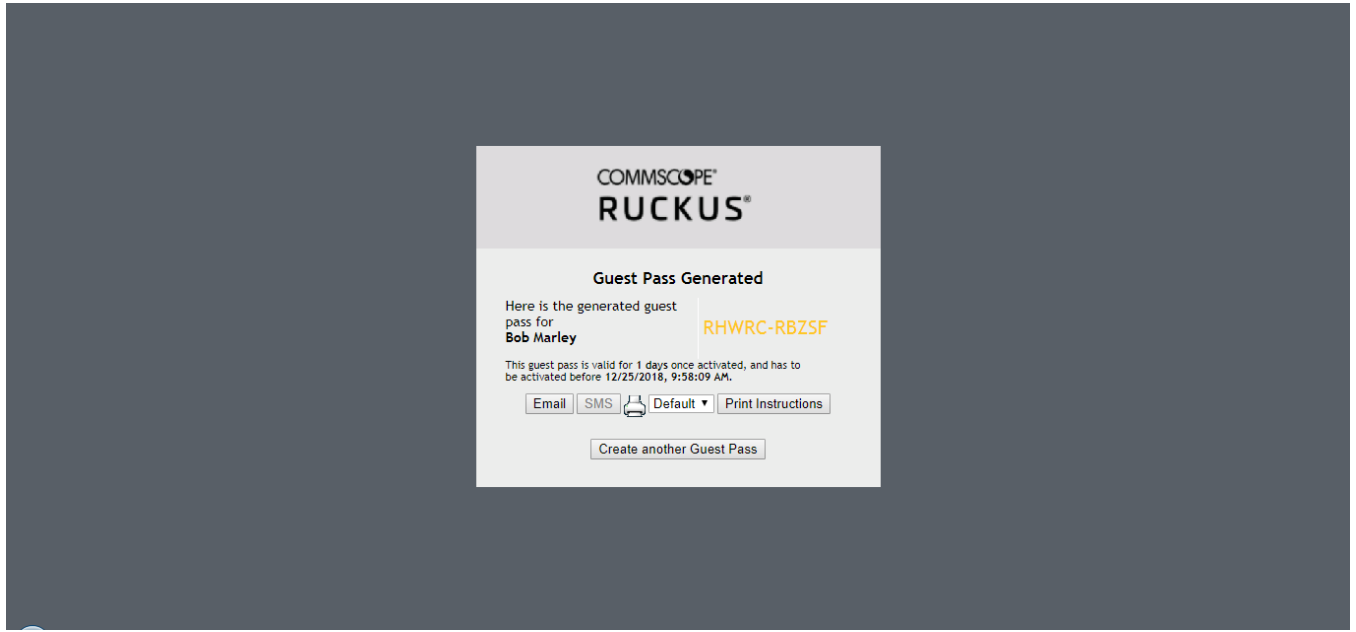 COMMSCOPE®
RUCKUS®
Guest Pass Generated
Here is the generated guest
pass for
Bob Marley
RHWRC-RBZSF
This guest pass is valid for 1 days once activated, and has to
be activated before 12/25/2018, 9:58:09 AM.
Email SMS Default Print Instructions
Create another Guest Pass